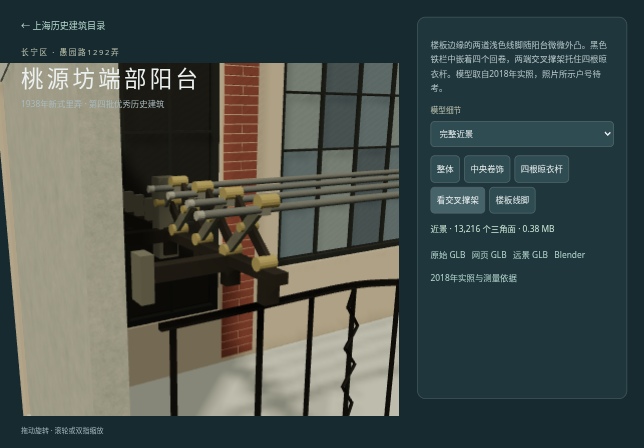 ← 上海历史建筑目录
长宁区 · 愚园路1292弄
桃源坊端部阳台
1938年新式里弄 · 第四批优秀历史建筑
拖动旋转 · 滚轮或双指缩放
楼板边缘的两道浅色线脚随阳台微微外凸。黑色
铁栏中嵌着四个回卷，两端交叉撑架托住四根晾
衣杆。模型取自2018年实照，照片所示户号待
考。
模型细节
完整近景
整体
中央卷饰
四根晾衣杆
看交叉撑架
楼板线脚
近景 · 13,216 个三角面 · 0.38 MB
原始 GLB 网页 GLB 远景 GLB Blender
2018年实照与测量依据